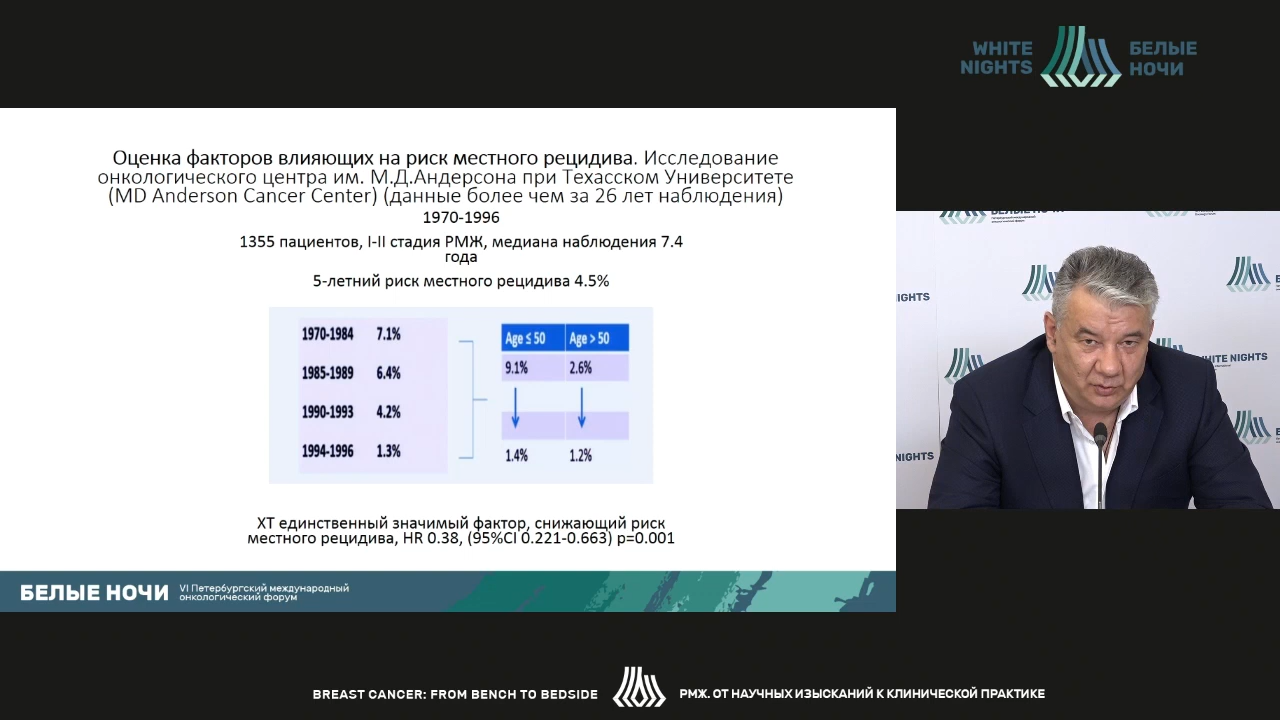 WHITE
NIGHTS
БЕЛЫЕ
НОЧИ
Оценка факторов влияющих на риск местного рецидива. Исследование
онкологического центра им. М.Д.Андерсона при Техасском Университете
(MD Anderson Cancer Center) (данные более чем за 26 лет наблюдения)
1970-1996
1355 пациентов, I-II стадия РМЖ, медиана наблюдения 7.4
года
5-летний риск местного рецидива 4.5%
1970-1984 7.1%
1985-1989 6.4%
1990-1993 4.2%
1994-1996 1.3%
Age ≤ 50 Age > 50
9.1% 2.6%
1.4% 1.2%
ХТ единственный значимый фактор, снижающий риск
местного рецидива, HR 0.38, (95%CI 0.221-0.663) p=0.001
БЕЛЫЕ НОЧИ
VI Петербургский международный
онкологический форум
БЕЛЫЕ НОЧИ
NIGHTS
WHITE NIGHTS
NIGHTS
BREAST CANCER: FROM BENCH TO BEDSIDE
РМЖ. ОТ НАУЧНЫХ ИЗЫСКАНИЙ К КЛИНИЧЕСКОЙ ПРАКТИКЕ